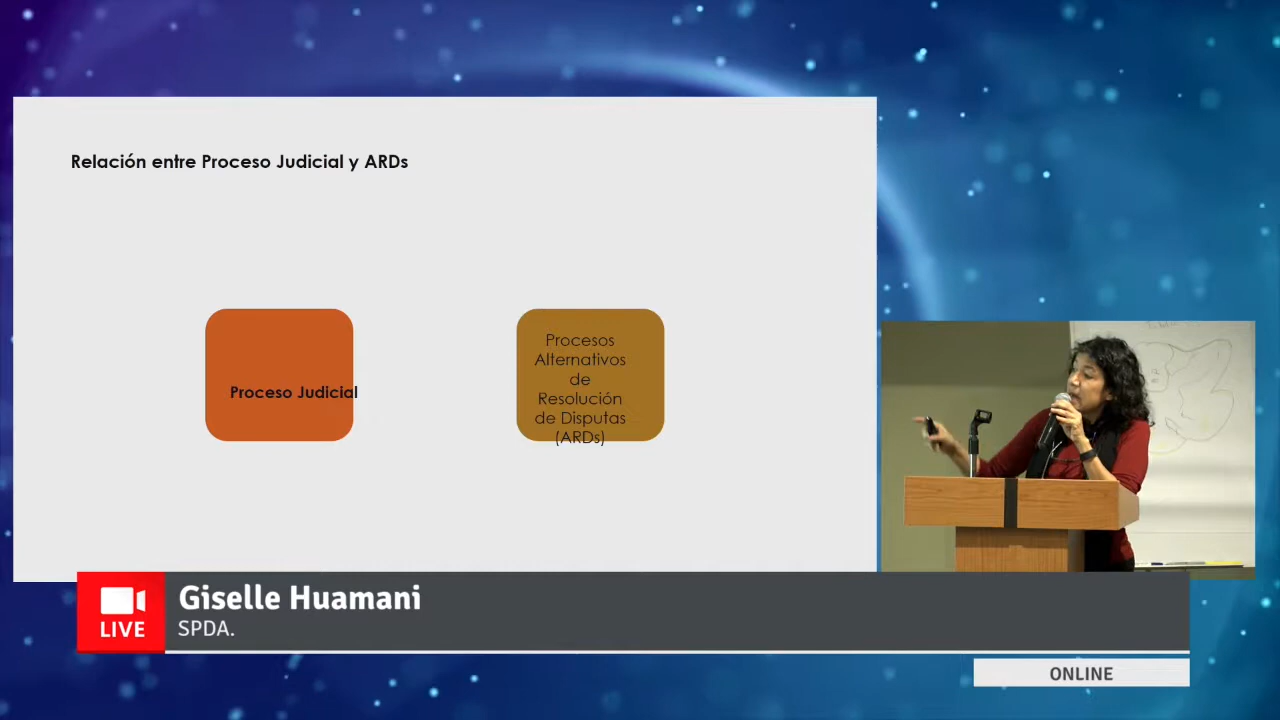 Relación entre Proceso Judicial y ARDs
Proceso Judicial
Procesos
Alternativos
de
Resolución
de Disputas
(ARDs)
LIVE
Giselle Huamani
SPDA.
ONLINE